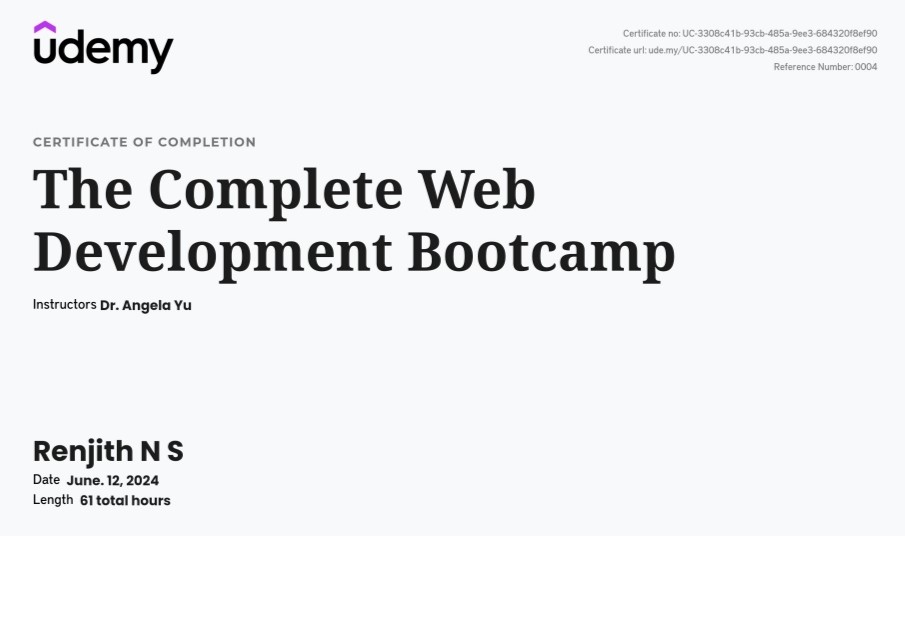 udemy
Certificate no: UC-3308c41b-93cb-485a-9ee3-684320f8ef90
Certificate url: ude.my/UC-3308c41b-93cb-485a-9ee3-684320f8ef90
Reference Number: 0004
CERTIFICATE OF COMPLETION
The Complete Web
Development Bootcamp
Instructors Dr. Angela Yu
Renjith N S
Date June. 12, 2024
Length 61 total hours